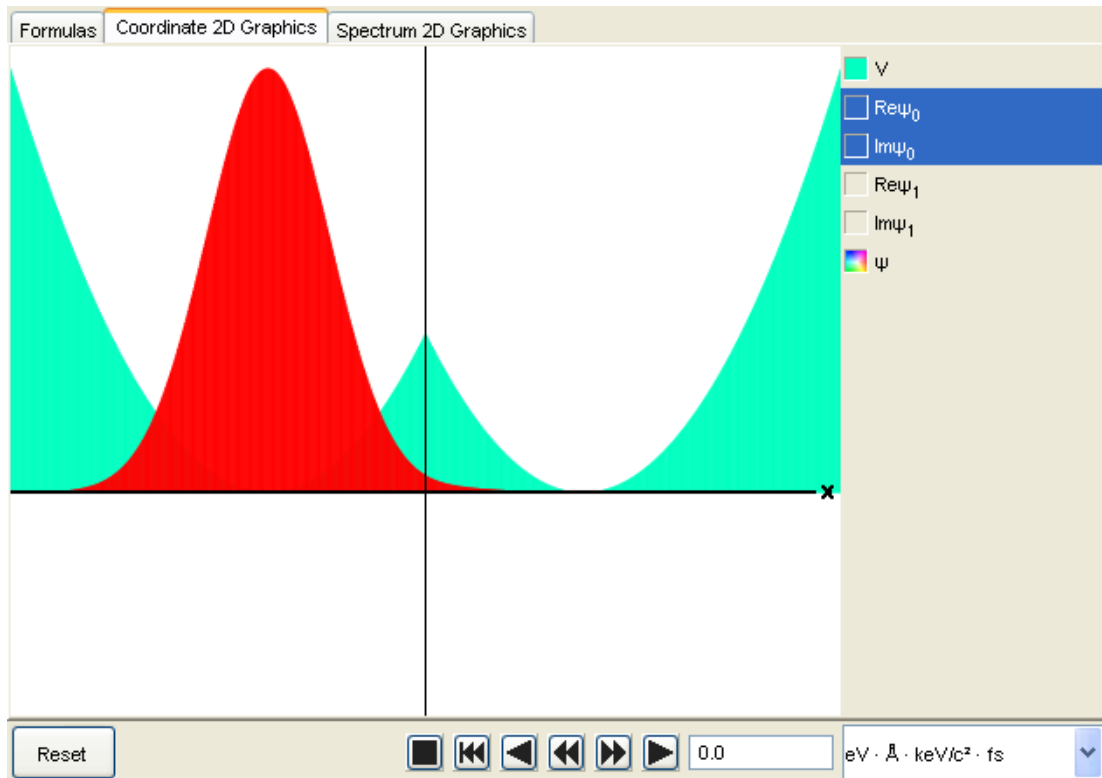 Formulas Coordinate 2D Graphics Spectrum 2D Graphics
V
Reψ₀
Imψ₀
Reψ₁
Imψ₁
ψ
x
Reset 0.0 eV · Å · keV/c² · fs